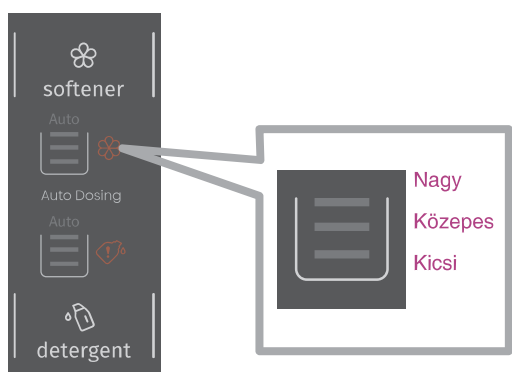 softener
Auto
Auto Dosing
Auto
detergent
Nagy
Közepes
Kicsi